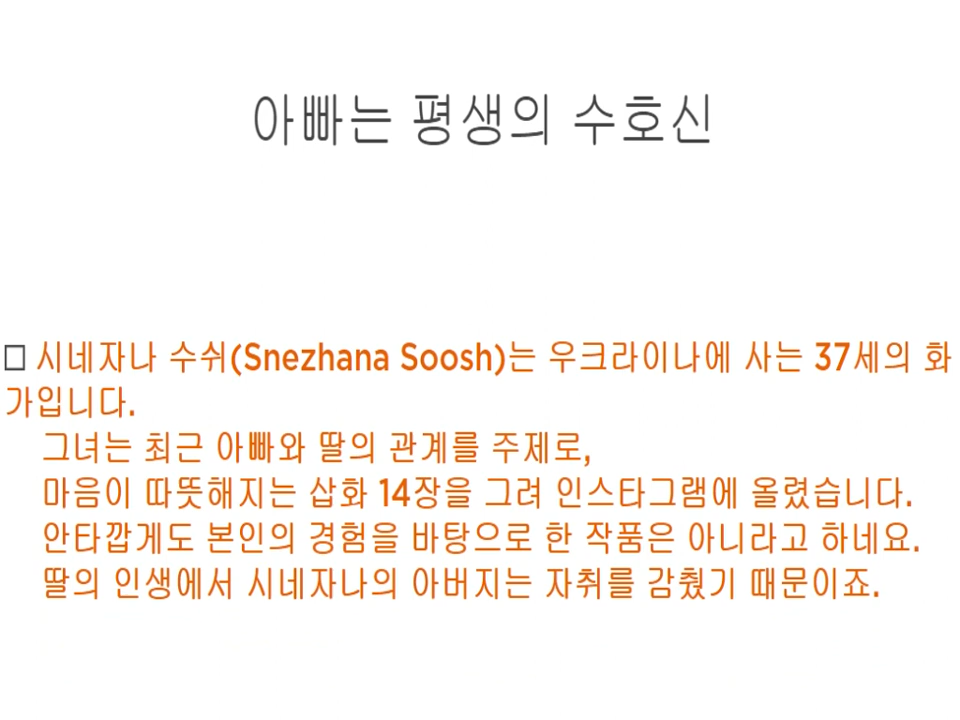 아빠는 평생의 수호신
□ 시네자나 수쉬(Snezhana Soosh)는 우크라이나에 사는 37세의 화
가입니다.
그녀는 최근 아빠와 딸의 관계를 주제로,
마음이 따뜻해지는 삽화 14장을 그려 인스타그램에 올렸습니다.
안타깝게도 본인의 경험을 바탕으로 한 작품은 아니라고 하네요.
딸의 인생에서 시네자나의 아버지는 자취를 감췄기 때문이죠.